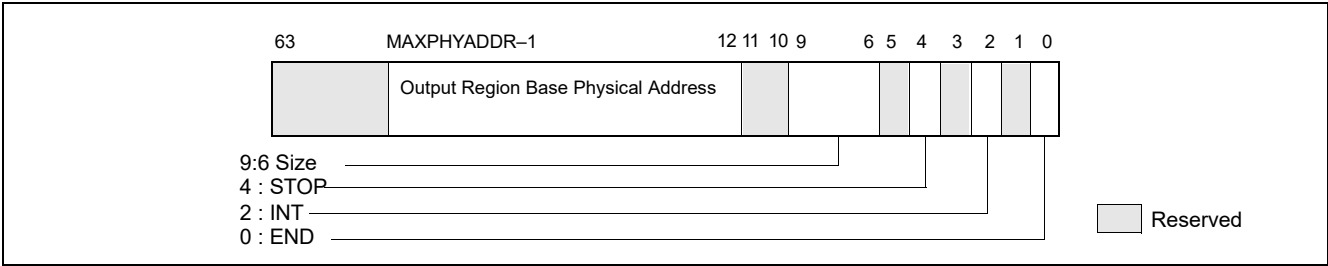 63 MAXPHYADDR–1 12 11 10 9 6 5 4 3 2 1 0
Output Region Base Physical Address
9:6 Size
4 : STOP
2 : INT
0 : END
Reserved